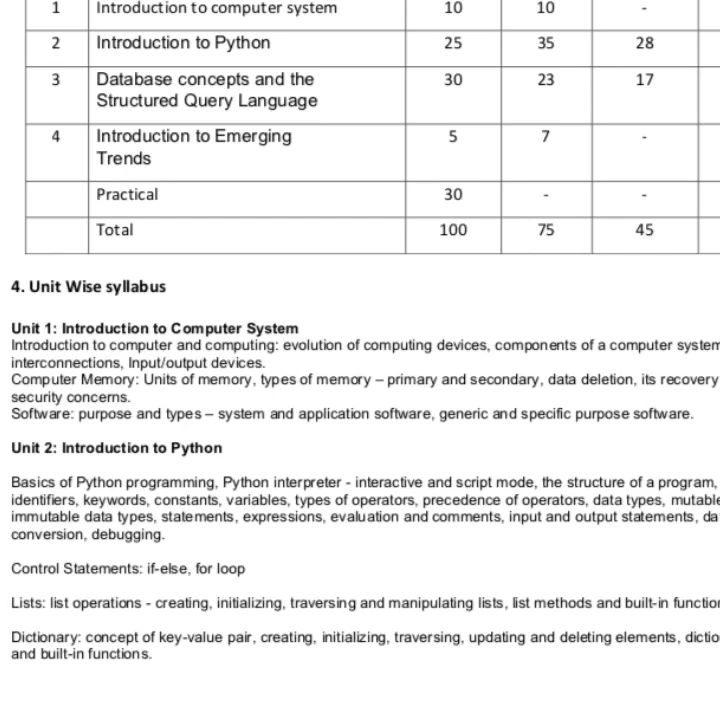 1 Introduction to computer system 10 10 -
2 Introduction to Python 25 35 28
3 Database concepts and the 30 23 17
Structured Query Language
4 Introduction to Emerging 5 7 -
Trends
Practical 30 - -
Total 100 75 45
4. Unit Wise syllabus
Unit 1: Introduction to Computer System
Introduction to computer and computing: evolution of computing devices, components of a computer system
interconnections, Input/output devices.
Computer Memory: Units of memory, types of memory – primary and secondary, data deletion, its recovery
security concerns.
Software: purpose and types – system and application software, generic and specific purpose software.
Unit 2: Introduction to Python
Basics of Python programming, Python interpreter - interactive and script mode, the structure of a program,
identifiers, keywords, constants, variables, types of operators, precedence of operators, data types, mutable
immutable data types, statements, expressions, evaluation and comments, input and output statements, da
conversion, debugging.
Control Statements: if-else, for loop
Lists: list operations - creating, initializing, traversing and manipulating lists, list methods and built-in function
Dictionary: concept of key-value pair, creating, initializing, traversing, updating and deleting elements, dictio
and built-in functions.